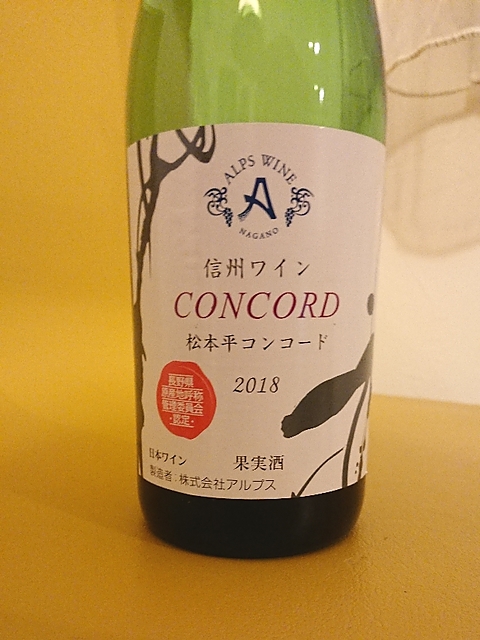 ALPS WINE
A
NAGANO
信州ワイン
CONCORD
松本平コンコード
長野県
原産地呼称
管理委員会
・認定・
2018
日本ワイン
果実酒
製造者:株式会社アルプス